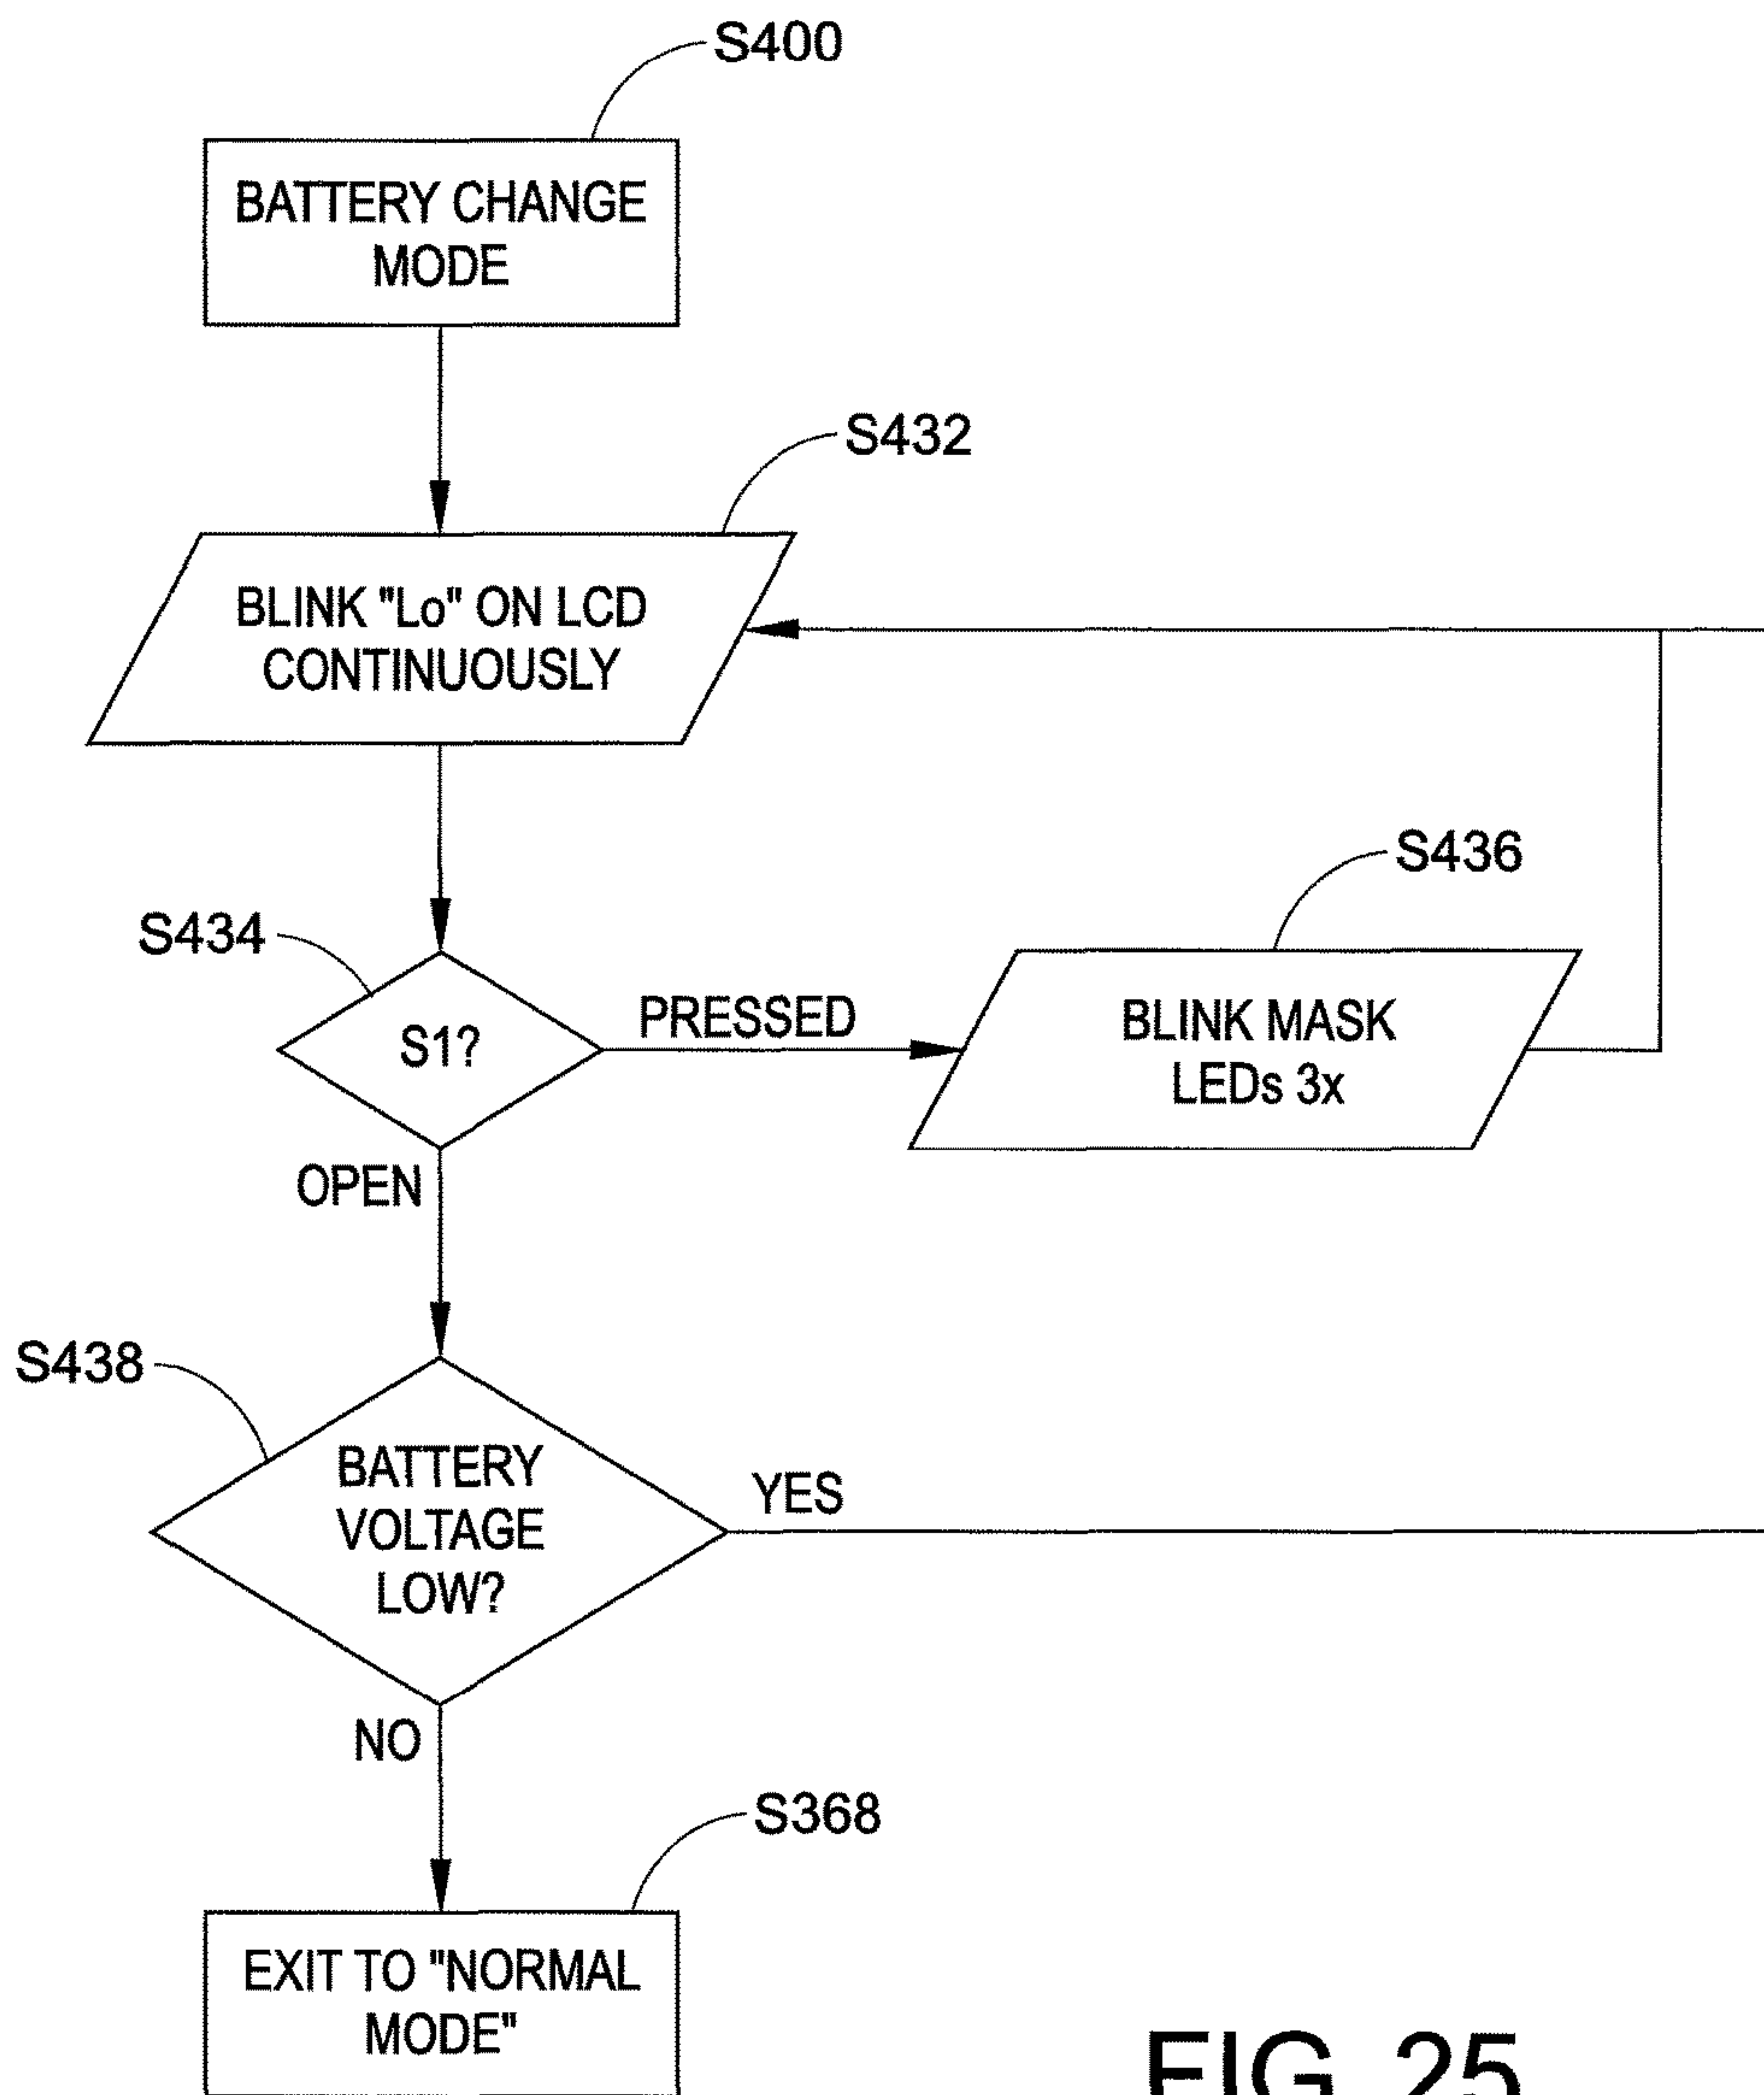 S400
BATTERY CHANGE
MODE
S432
BLINK "Lo" ON LCD
CONTINUOUSLY
S436
S434
S1?
PRESSED
BLINK MASK
LEDs 3x
OPEN
S438
BATTERY
VOLTAGE
LOW?
YES
NO
S368
EXIT TO "NORMAL
MODE"
FIG. 25